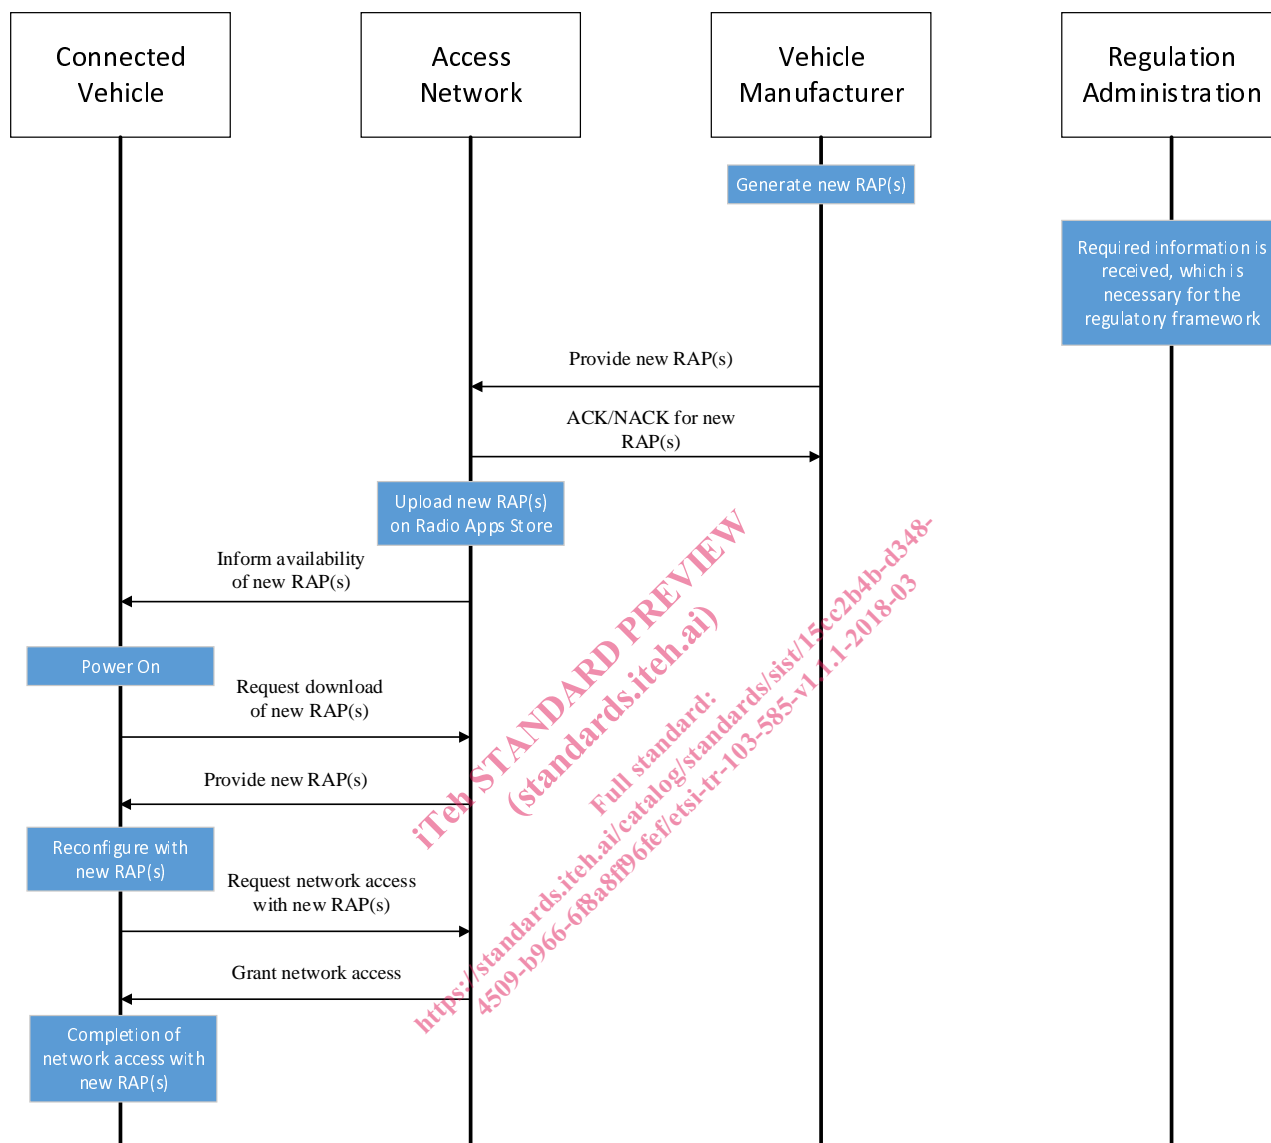 Connected
Vehicle
Access
Network
Vehicle
Manufacturer
Regulation
Administration
Generate new RAP(s)
Required information is
received, which is
necessary for the
regulatory framework
Provide new RAP(s)
ACK/NACK for new
RAP(s)
Upload new RAP(s)
on Radio Apps Store
Inform availability
of new RAP(s)
Power On
Request download
of new RAP(s)
Provide new RAP(s)
Reconfigure with
new RAP(s)
Request network access
with new RAP(s)
Grant network access
Completion of
network access with
new RAP(s)
iTeh STANDARD PREVIEW
(standards.iteh.ai)
Full standard:
https://standards.iteh.ai/catalog/standards/sist/15cc2b4b-d348-
4509-b966-6f8a8ff96fef/etsi-tr-103-585-v1.1.1-2018-03